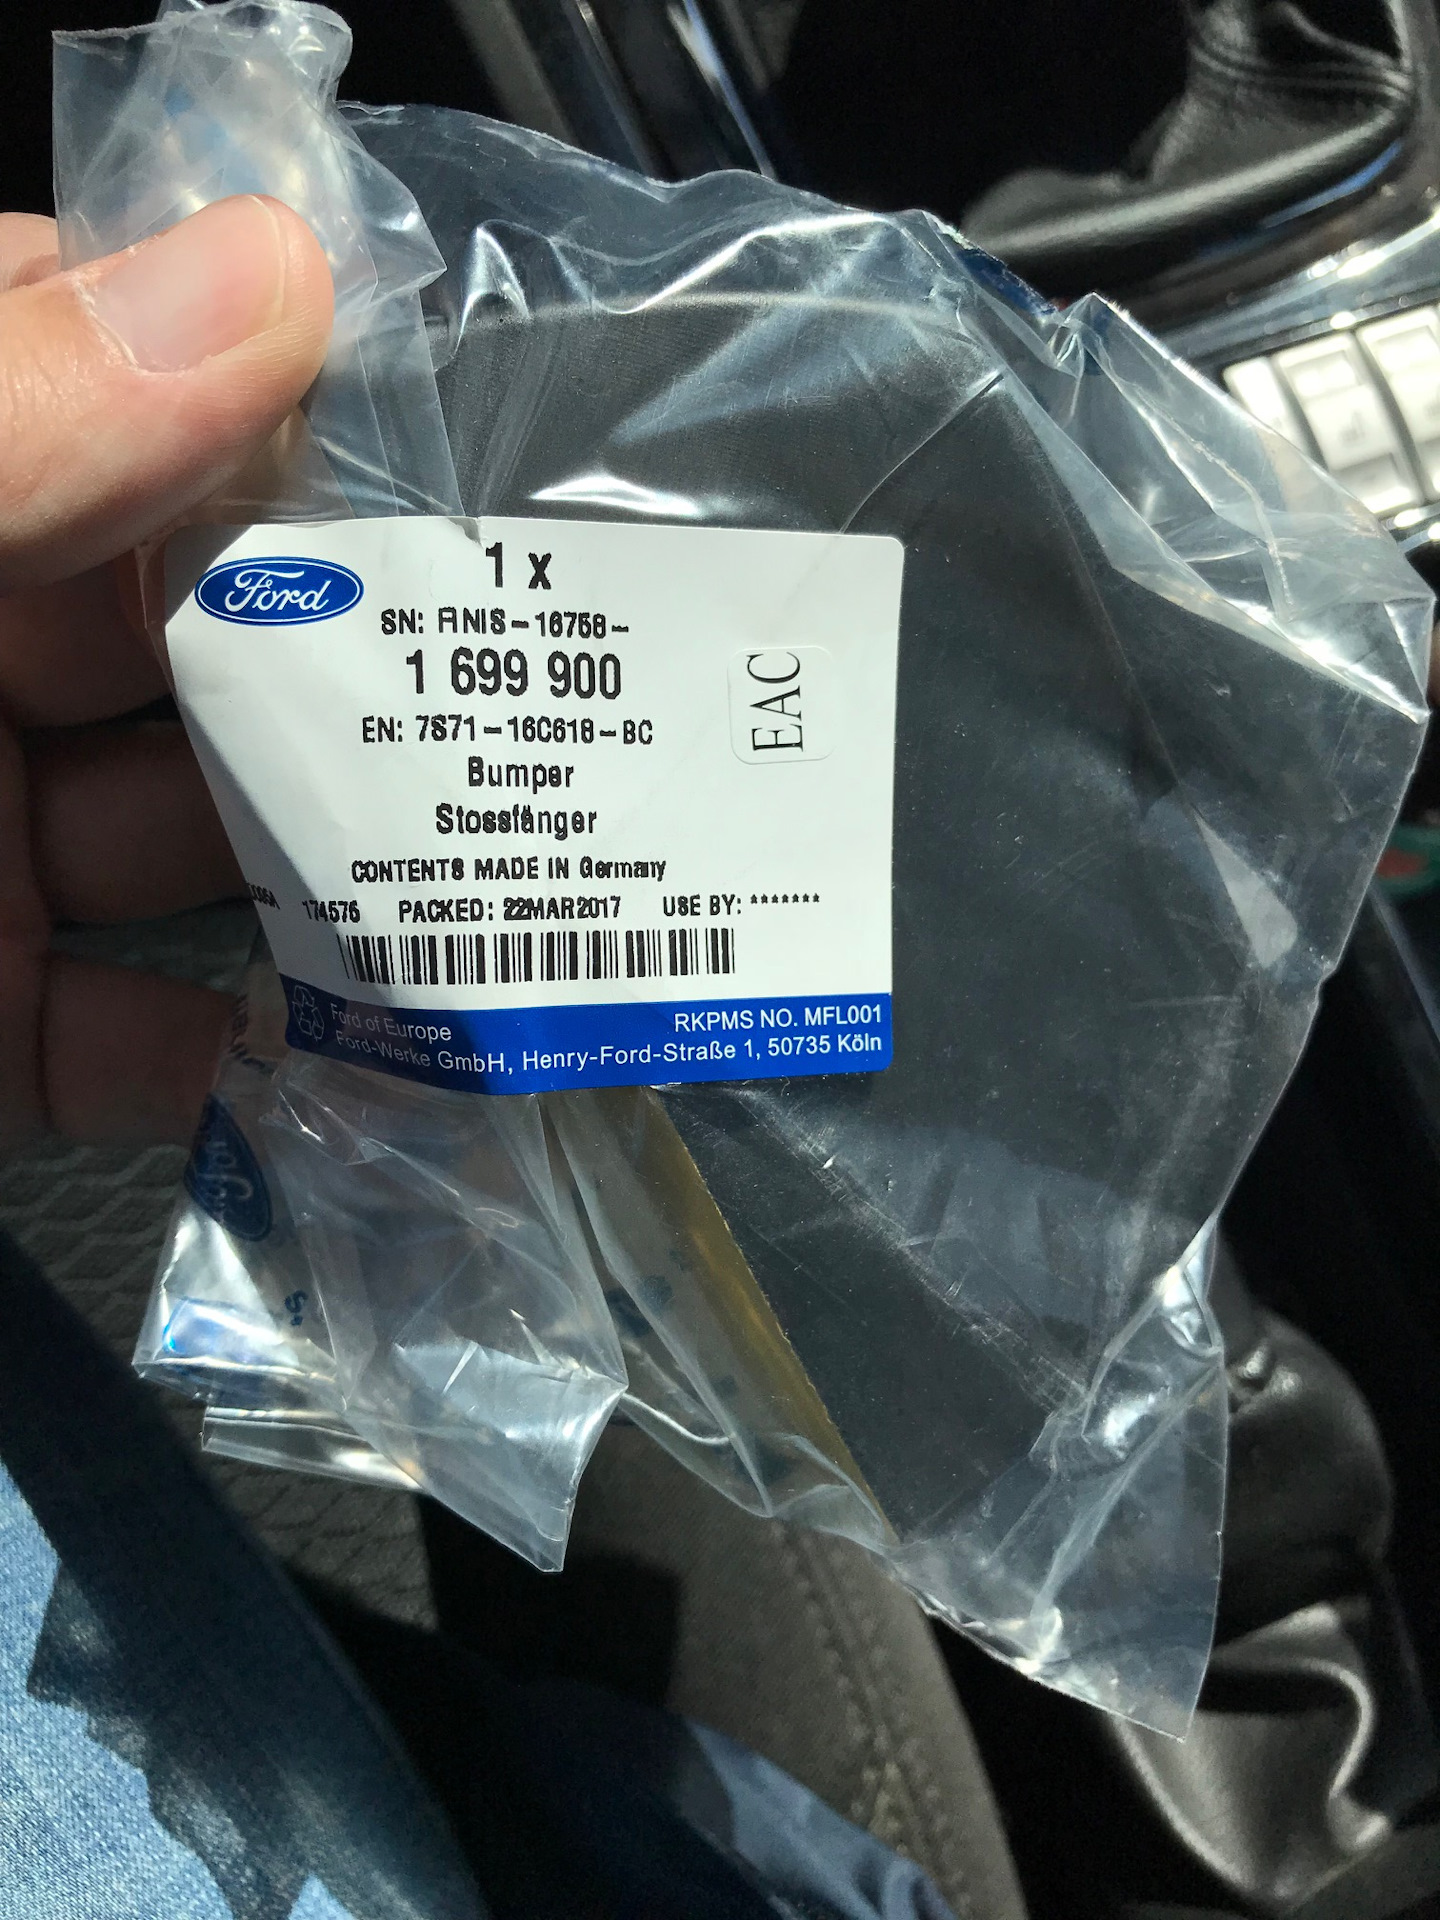 Ford
1 x
SN: FINIS-16758-
1 699 900
EN: 7S71-16C618-BC
EAC
Bumper
Stossfänger
CONTENTS MADE IN Germany
174576 PACKED: 22MAR2017 USE BY: *******
Ford of Europe RKPMS NO. MFL001
Ford-Werke GmbH, Henry-Ford-Straße 1, 50735 Köln
Ford